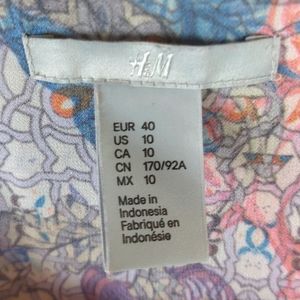 H&M
EUR 40
US 10
CA 10
CN 170/92A
MX 10
Made in
Indonesia
Fabriqué en
Indonésie